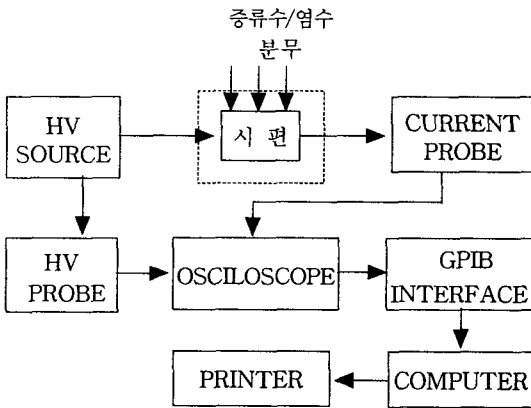 증류수/염수
분무
HV
SOURCE
시 편
CURRENT
PROBE
HV
PROBE
OSCILOSCOPE
GPIB
INTERFACE
PRINTER
COMPUTER